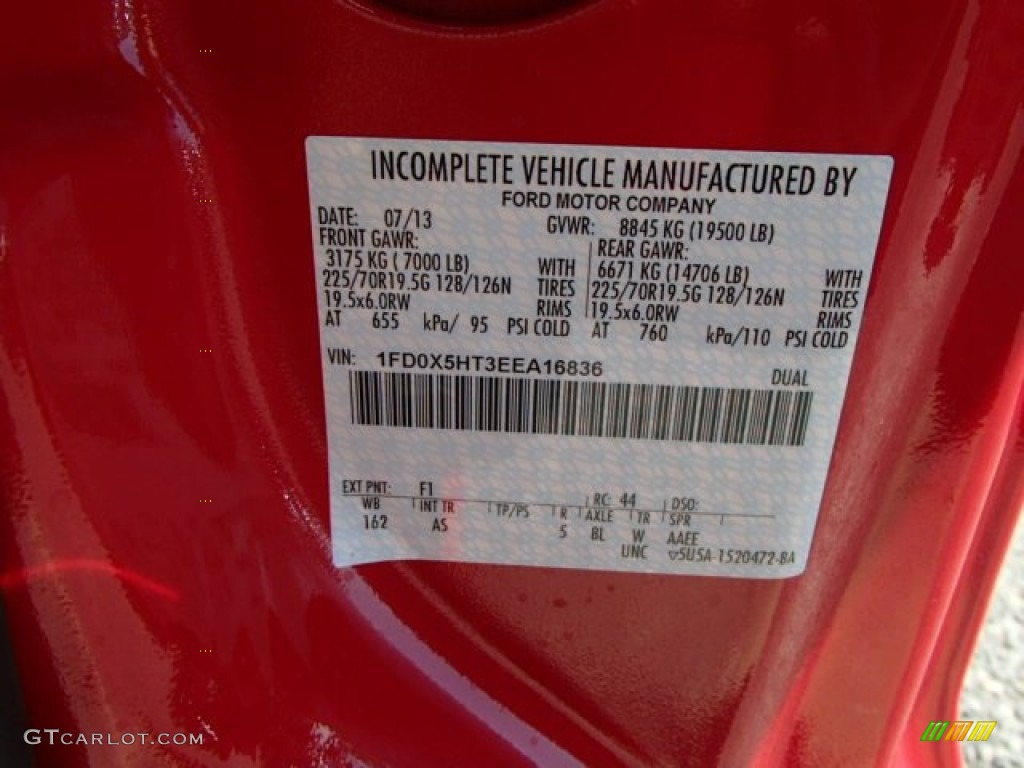 INCOMPLETE VEHICLE MANUFACTURED BY
FORD MOTOR COMPANY
DATE: 07/13 GVWR: 8845 KG (19500 LB)
FRONT GAWR: REAR GAWR:
3175 KG ( 7000 LB) WITH 6671 KG (14706 LB) WITH
225/70R19.5G 128/126N TIRES 225/70R19.5G 128/126N TIRES
19.5x6.0RW RIMS 19.5x6.0RW RIMS
AT 655 kPa/ 95 PSI COLD AT 760 kPa/110 PSI COLD
VIN: 1FD0X5HT3EEA16836 DUAL
EXT PNT: F1 RC: 44 DSO:
WB INT TR TP/PS R AXLE TR SPR
162 AS 5 8L W AAEE
UNC ▽5U5A-1520472-BA
GTCARLOT.COM